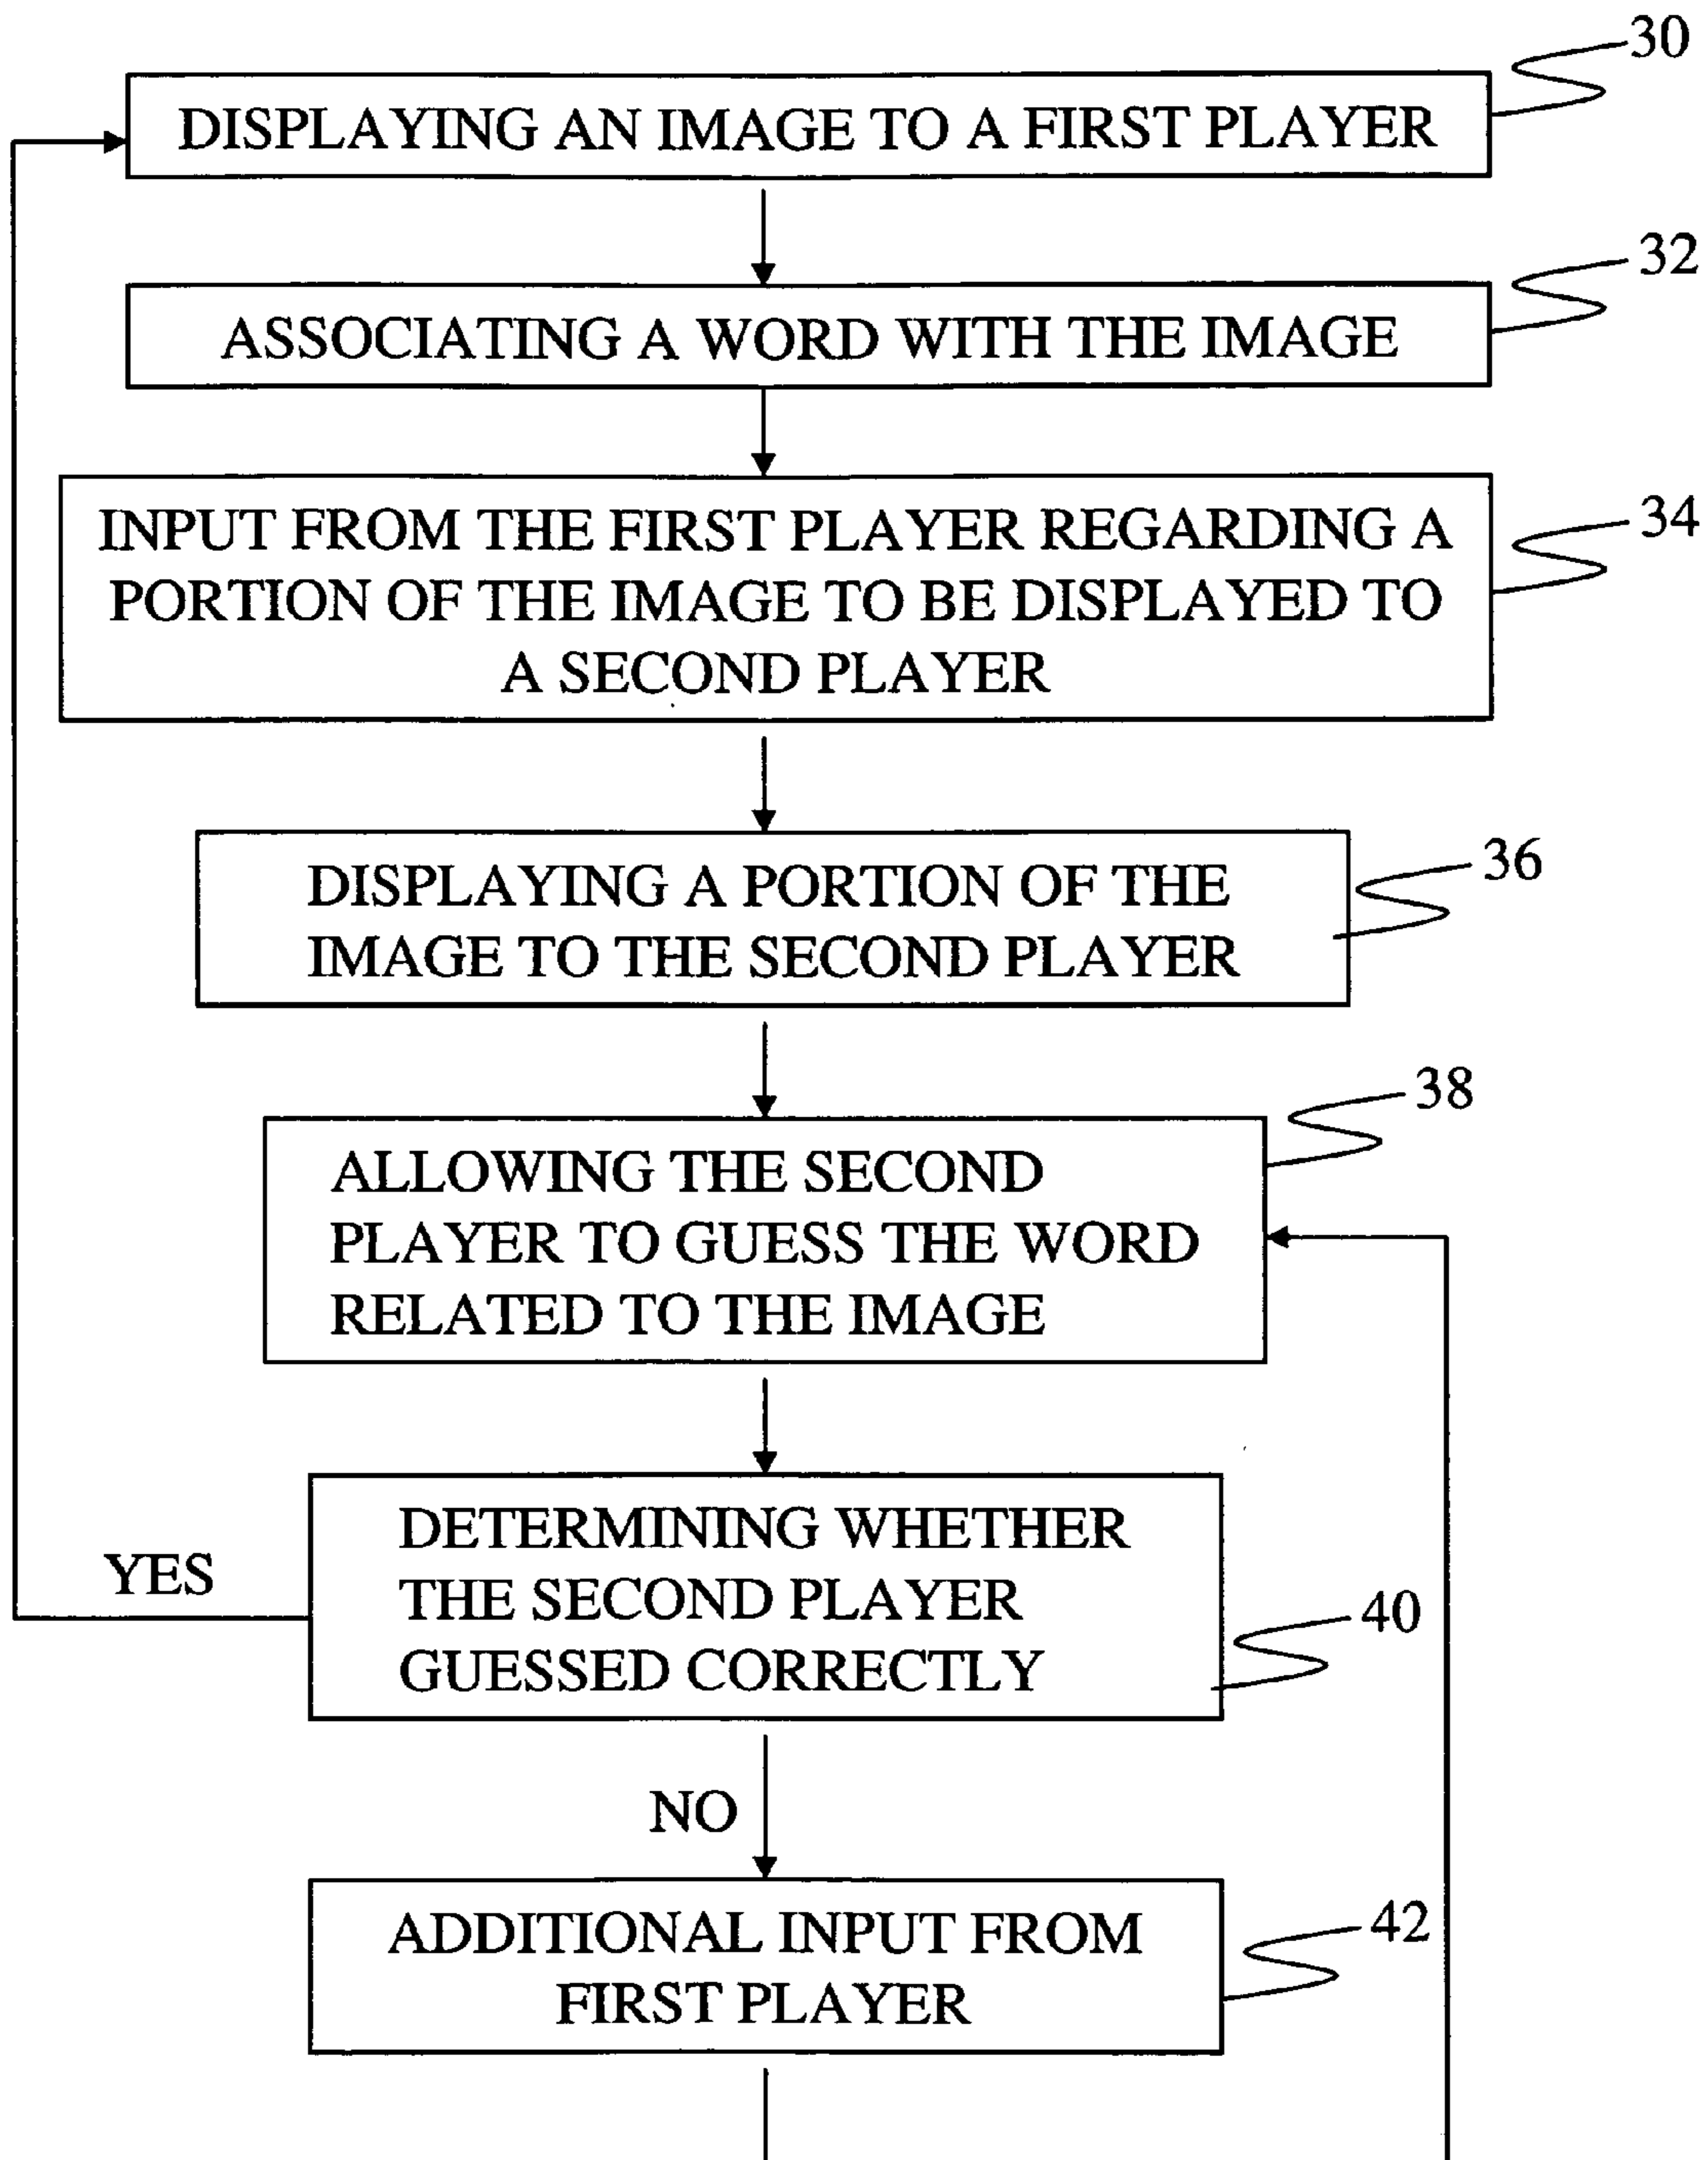 30
DISPLAYING AN IMAGE TO A FIRST PLAYER
32
ASSOCIATING A WORD WITH THE IMAGE
34
INPUT FROM THE FIRST PLAYER REGARDING A
PORTION OF THE IMAGE TO BE DISPLAYED TO
A SECOND PLAYER
36
DISPLAYING A PORTION OF THE
IMAGE TO THE SECOND PLAYER
38
ALLOWING THE SECOND
PLAYER TO GUESS THE WORD
RELATED TO THE IMAGE
DETERMINING WHETHER
THE SECOND PLAYER
GUESSED CORRECTLY
YES
40
NO
ADDITIONAL INPUT FROM
FIRST PLAYER
42